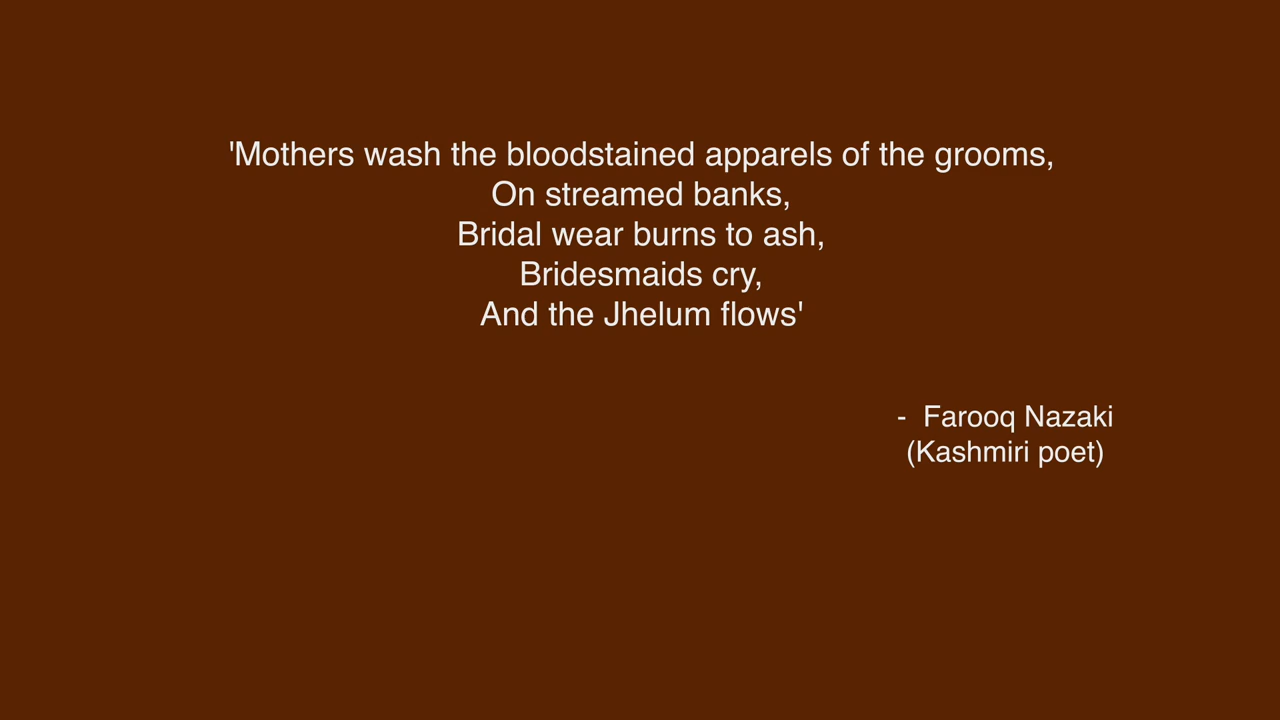 'Mothers wash the bloodstained apparels of the grooms,
On streamed banks,
Bridal wear burns to ash,
Bridesmaids cry,
And the Jhelum flows'
- Farooq Nazaki
(Kashmiri poet)